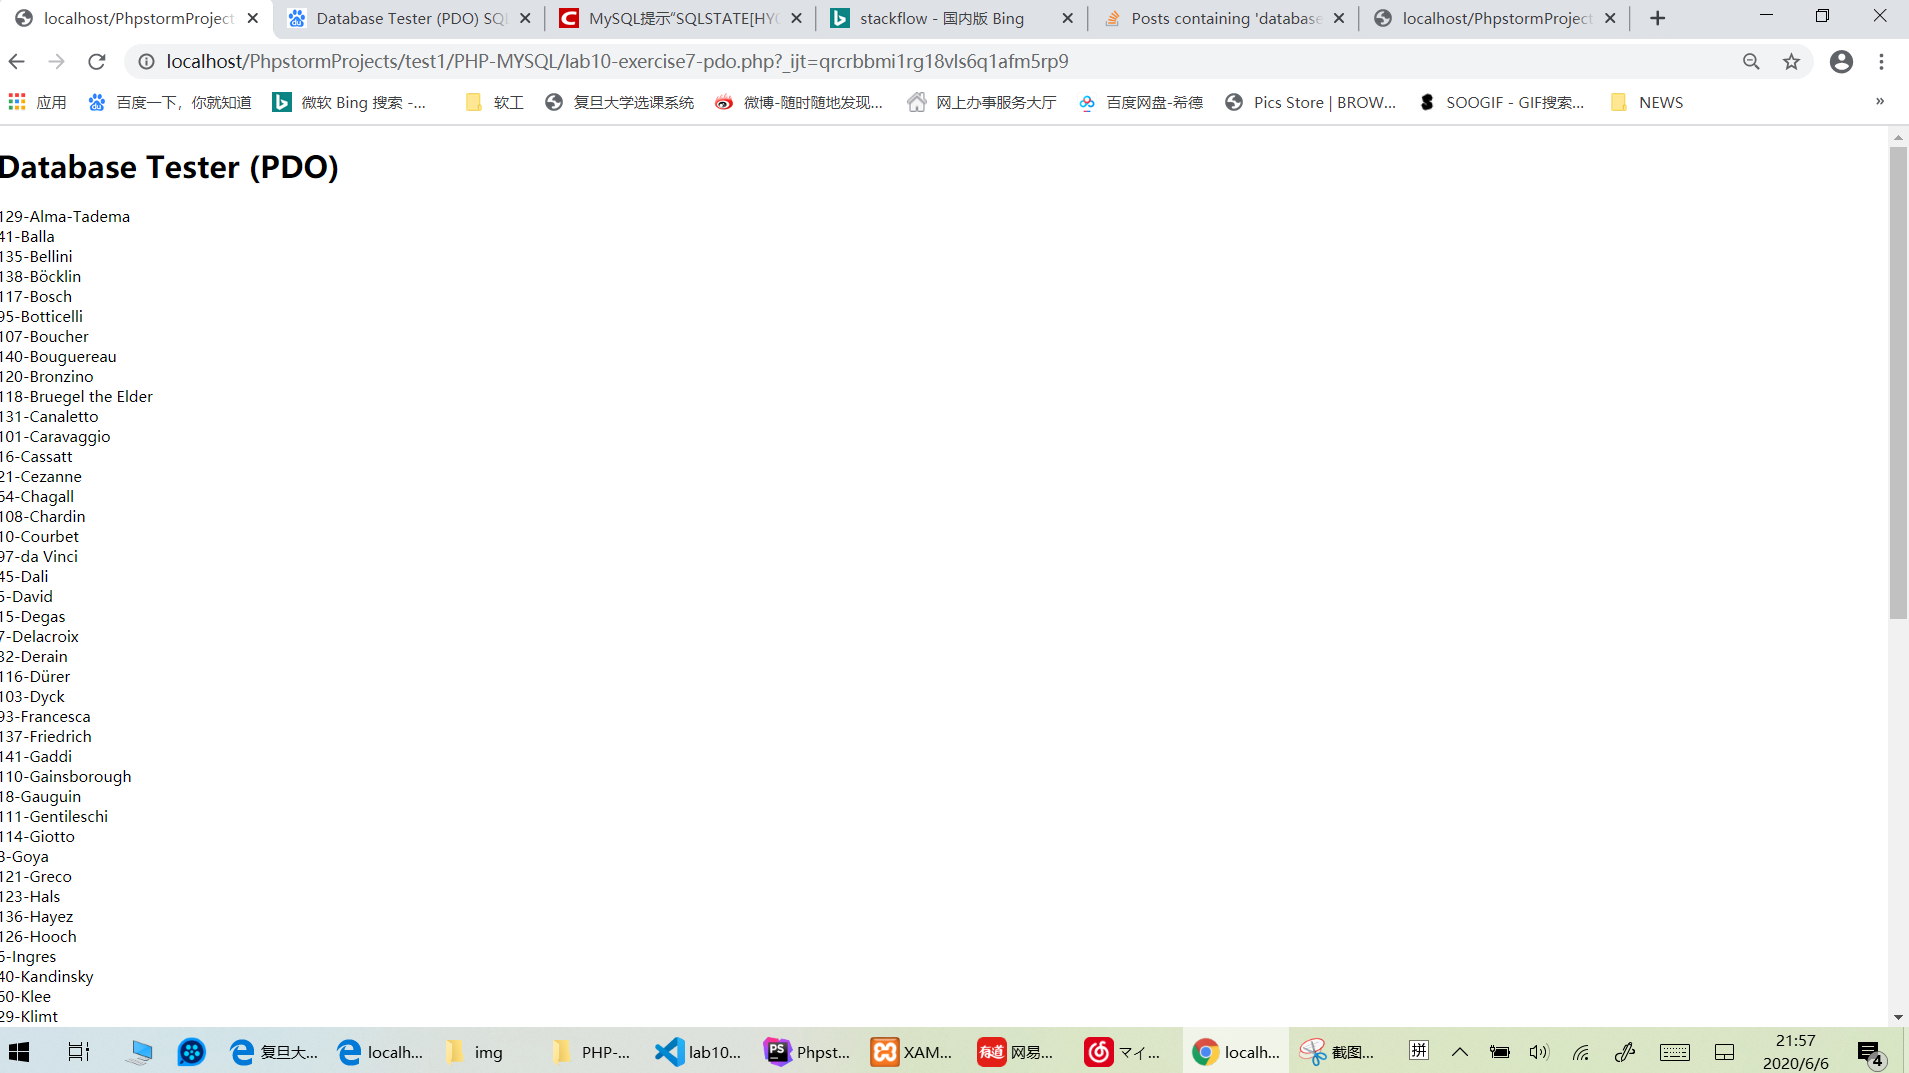 localhost/PhpstormProject
Database Tester (PDO) SQL
MySQL提示“SQLSTATE[HY0
stackflow - 国内版 Bing
Posts containing 'database
localhost/PhpstormProject
localhost/PhpstormProjects/test1/PHP-MYSQL/lab10-exercise7-pdo.php?_ijt=qrcrbbmi1rg18vls6q1afm5rp9
应用
百度一下，你就知道
微软 Bing 搜索 -...
软工
复旦大学选课系统
微博-随时随地发现...
网上办事服务大厅
百度网盘-希德
Pics Store | BROW...
SOOGIF - GIF搜索...
NEWS
»
Database Tester (PDO)
129-Alma-Tadema
41-Balla
135-Bellini
138-Böcklin
117-Bosch
95-Botticelli
107-Boucher
140-Bouguereau
120-Bronzino
118-Bruegel the Elder
131-Canaletto
101-Caravaggio
16-Cassatt
21-Cezanne
64-Chagall
108-Chardin
10-Courbet
97-da Vinci
45-Dali
5-David
15-Degas
7-Delacroix
32-Derain
116-Dürer
103-Dyck
93-Francesca
137-Friedrich
141-Gaddi
110-Gainsborough
18-Gauguin
111-Gentileschi
114-Giotto
3-Goya
121-Greco
123-Hals
136-Hayez
126-Hooch
6-Ingres
40-Kandinsky
60-Klee
29-Klimt
复旦大...
localh...
img
PHP-...
lab10...
Phpst...
XAM...
网易...
マイ...
localh...
截图...
拼
21:57
2020/6/6
4